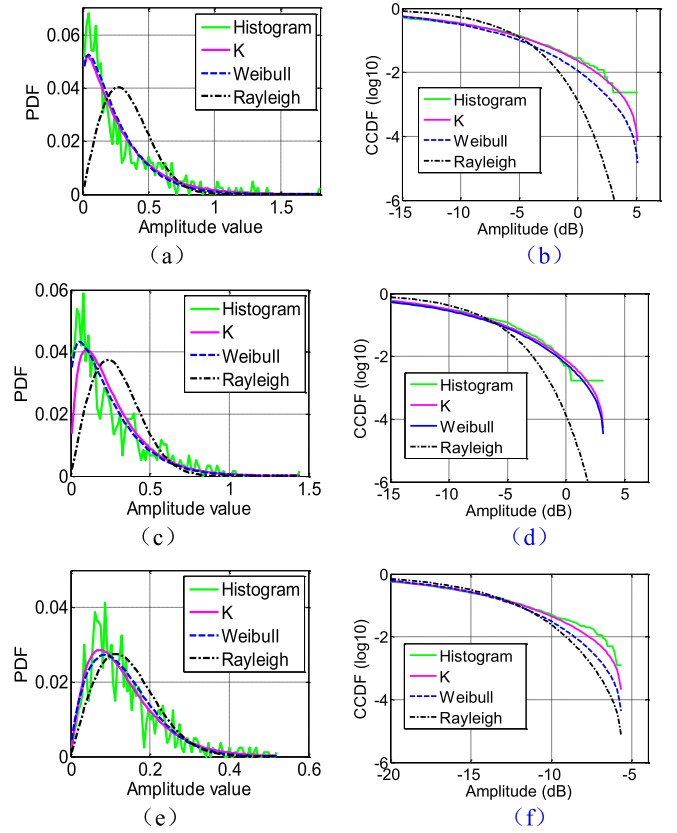 0.06
0.04
0.02
0
PDF
0
0.5
1
1.5
Amplitude value
Histogram
K
Weibull
Rayleigh
(a)
0
-2
-4
-6
CCDF (log10)
-15
-10
-5
0
5
Amplitude (dB)
Histogram
K
Weibull
Rayleigh
(b)
0.06
0.04
0.02
0
PDF
0
0.5
1
1.5
Amplitude value
Histogram
K
Weibull
Rayleigh
(c)
0
-2
-4
-6
CCDF (log10)
-15
-10
-5
0
5
Amplitude (dB)
Histogram
K
Weibull
Rayleigh
(d)
0.04
0.02
0
PDF
0
0.2
0.4
0.6
Amplitude value
Histogram
K
Weibull
Rayleigh
(e)
0
-2
-4
-6
CCDF (log10)
-20
-15
-10
-5
Amplitude (dB)
Histogram
K
Weibull
Rayleigh
(f)